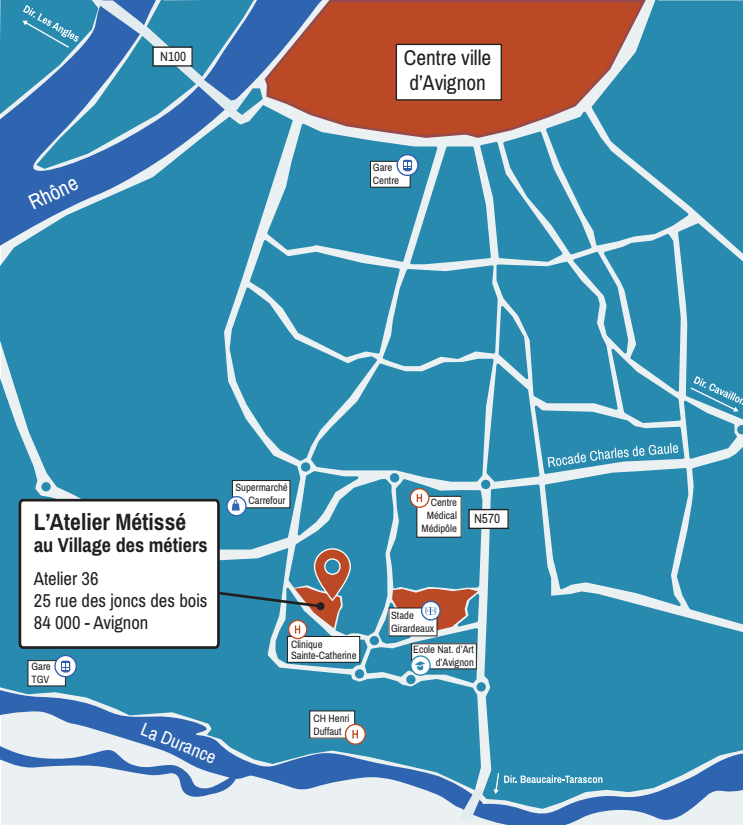 Dir. Les Angles
N100
Centre ville
d'Avignon
Gare
Centre
Rhône
Dir. Cavaillon
Rocade Charles de Gaule
Supermarché
Carrefour
H
Centre
Médical
Médipôle
N570
L'Atelier Métissé
au Village des métiers
Atelier 36
25 rue des joncs des bois
84 000 - Avignon
Stade
Girardeaux
H
Clinique
Sainte-Catherine
Ecole Nat. d'Art
d'Avignon
Gare
TGV
CH Henri
Duffaut
H
La Durance
Dir. Beaucaire-Tarascon